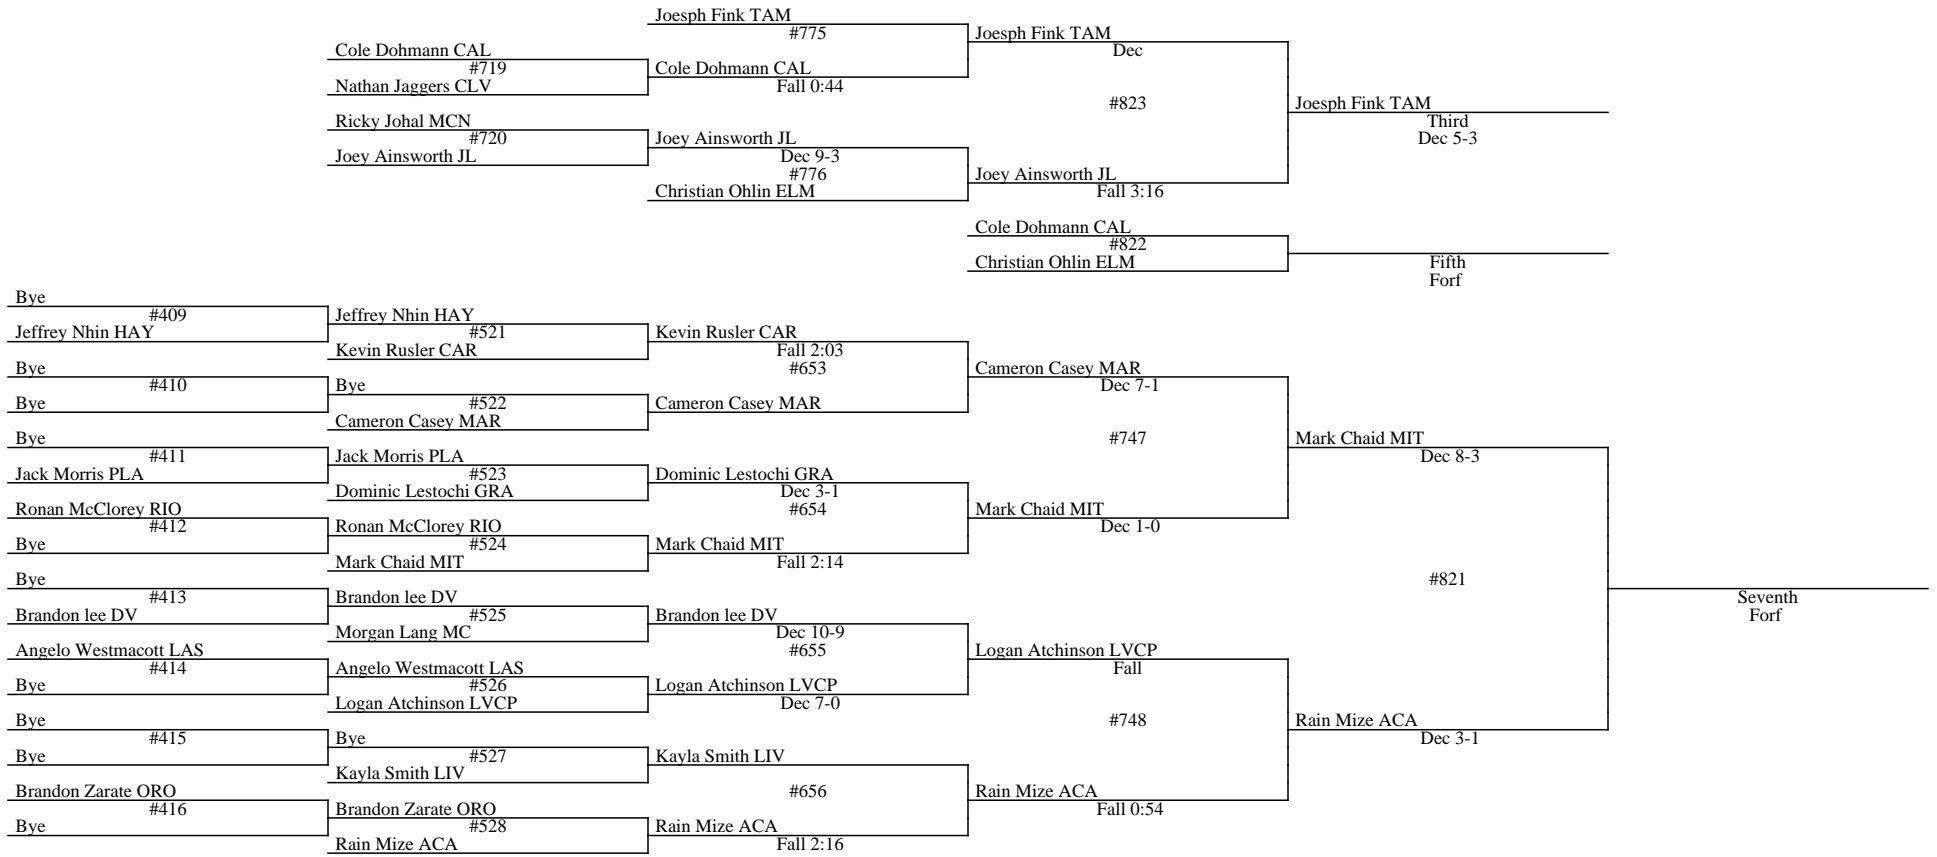 Joesph Fink TAM
#775
Joesph Fink TAM
Dec
Cole Dohmann CAL
#719
Cole Dohmann CAL
Nathan Jaggers CLV
Fall 0:44
#823
Joesph Fink TAM
Third
Dec 5-3
Ricky Johal MCN
#720
Joey Ainsworth JL
Joey Ainsworth JL
Dec 9-3
#776
Joey Ainsworth JL
Christian Ohlin ELM
Fall 3:16
Cole Dohmann CAL
#822
Christian Ohlin ELM
Fifth
Forf
Bye
#409
Jeffrey Nhin HAY
Jeffrey Nhin HAY
#521
Kevin Rusler CAR
Kevin Rusler CAR
Fall 2:03
#653
Bye
#410
Bye
Bye
#522
Cameron Casey MAR
Cameron Casey MAR
Cameron Casey MAR
Dec 7-1
#747
Bye
#411
Jack Morris PLA
Jack Morris PLA
#523
Dominic Lestochi GRA
Dominic Lestochi GRA
Dec 3-1
#654
Mark Chaid MIT
Dec 8-3
Ronan McClorey RIO
#412
Bye
Ronan McClorey RIO
#524
Mark Chaid MIT
Mark Chaid MIT
Fall 2:14
Mark Chaid MIT
Dec 1-0
#821
Seventh
Forf
Bye
#413
Brandon lee DV
Brandon lee DV
#525
Morgan Lang MC
Brandon lee DV
Dec 10-9
#655
Angelo Westmacott LAS
#414
Bye
Angelo Westmacott LAS
#526
Logan Atchinson LVCP
Logan Atchinson LVCP
Dec 7-0
Logan Atchinson LVCP
Fall
#748
Rain Mize ACA
Dec 3-1
Bye
#415
Bye
Bye
#527
Kayla Smith LIV
Kayla Smith LIV
#656
Rain Mize ACA
Fall 0:54
Brandon Zarate ORO
#416
Bye
Brandon Zarate ORO
#528
Rain Mize ACA
Rain Mize ACA
Fall 2:16